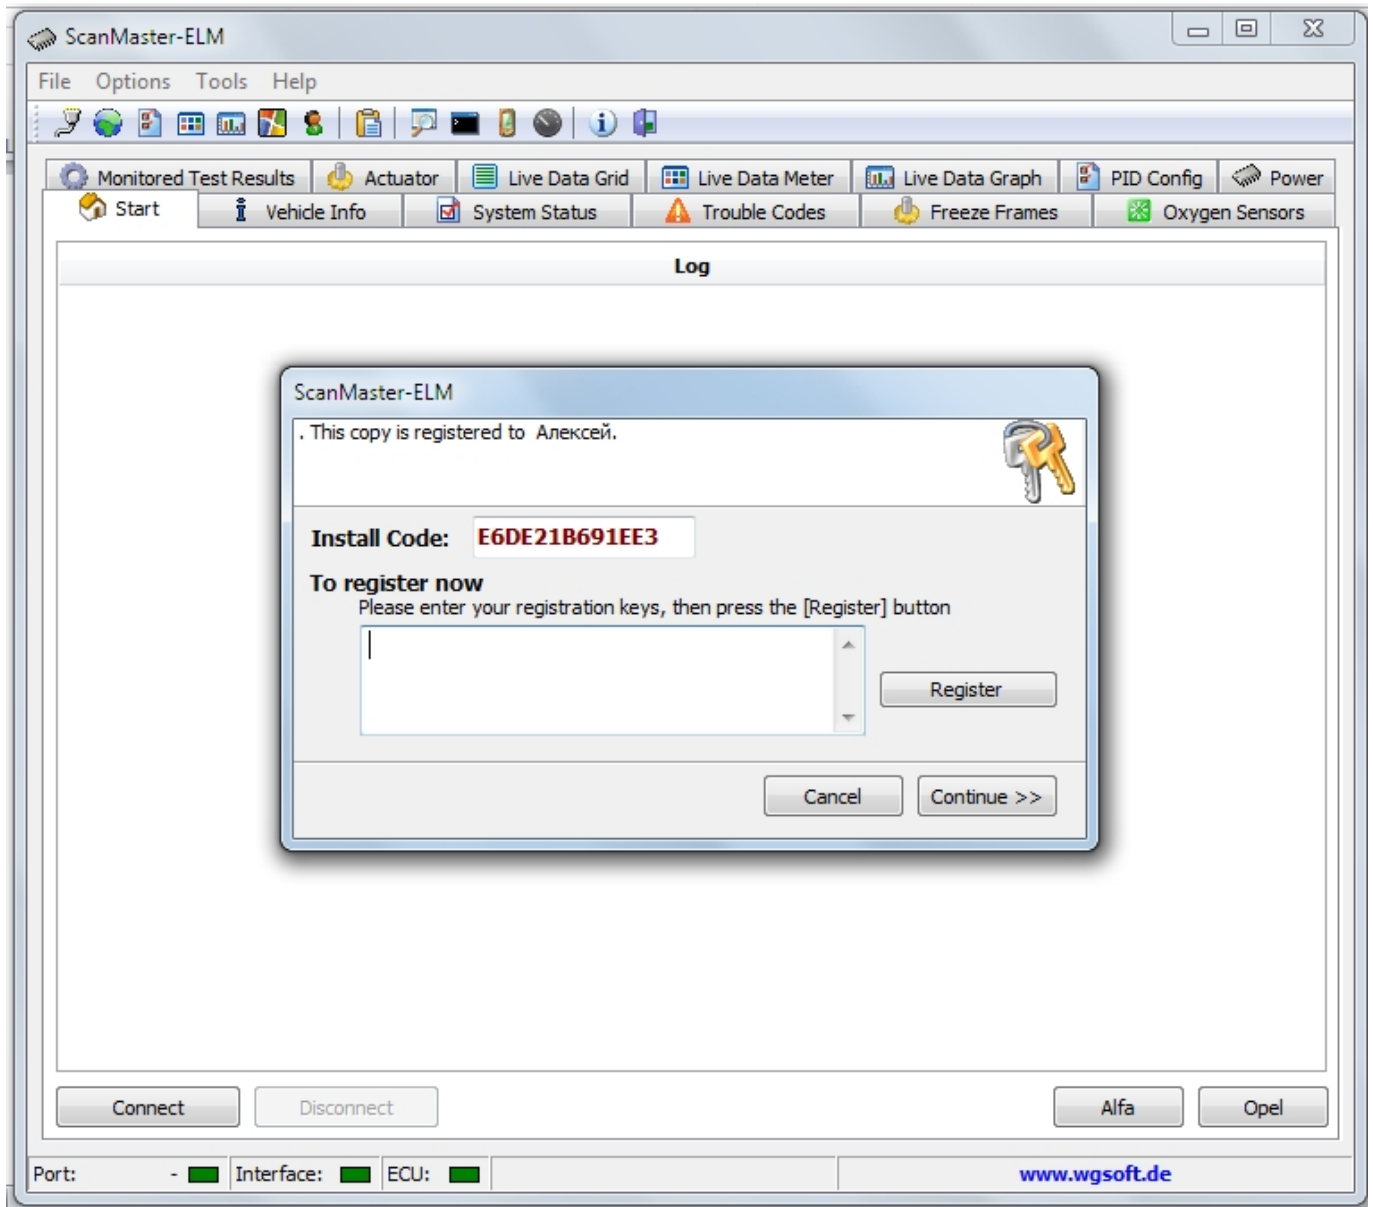 ScanMaster-ELM
File Options Tools Help
Monitored Test Results Actuator Live Data Grid Live Data Meter Live Data Graph PID Config Power
Start Vehicle Info System Status Trouble Codes Freeze Frames Oxygen Sensors
Log
ScanMaster-ELM
. This copy is registered to Алексей.
Install Code: E6DE21B691EE3
To register now
Please enter your registration keys, then press the [Register] button
Register
Cancel Continue >>
Connect Disconnect Alfa Opel
Port: - Interface: ECU: www.wgsoft.de